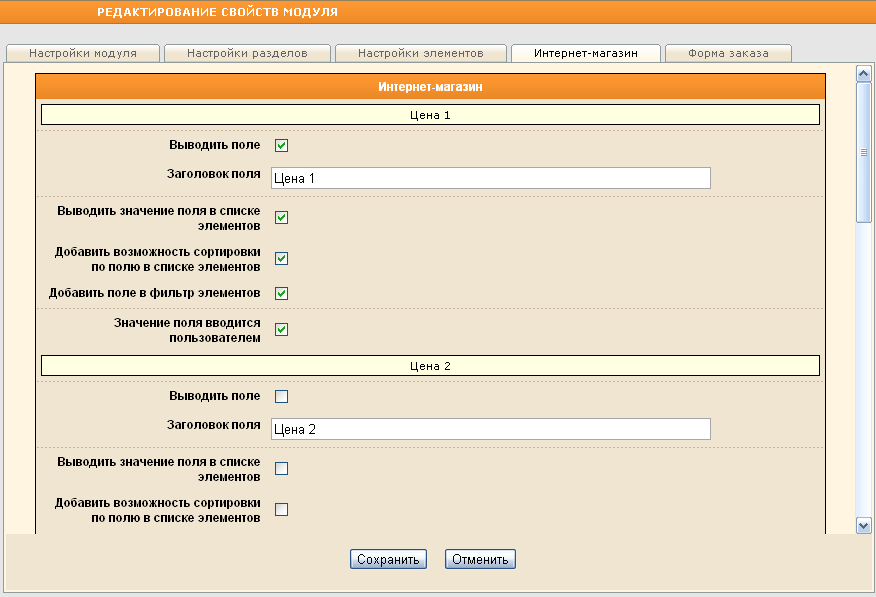 РЕДАКТИРОВАНИЕ СВОЙСТВ МОДУЛЯ
Настройки модуля Настройки разделов Настройки элементов Интернет-магазин Форма заказа
Интернет-магазин
Цена 1
Выводить поле
Заголовок поля Цена 1
Выводить значение поля в списке
элементов
Добавить возможность сортировки
по полю в списке элементов
Добавить поле в фильтр элементов
Значение поля вводится
пользователем
Цена 2
Выводить поле
Заголовок поля Цена 2
Выводить значение поля в списке
элементов
Добавить возможность сортировки
по полю в списке элементов
Сохранить Отменить